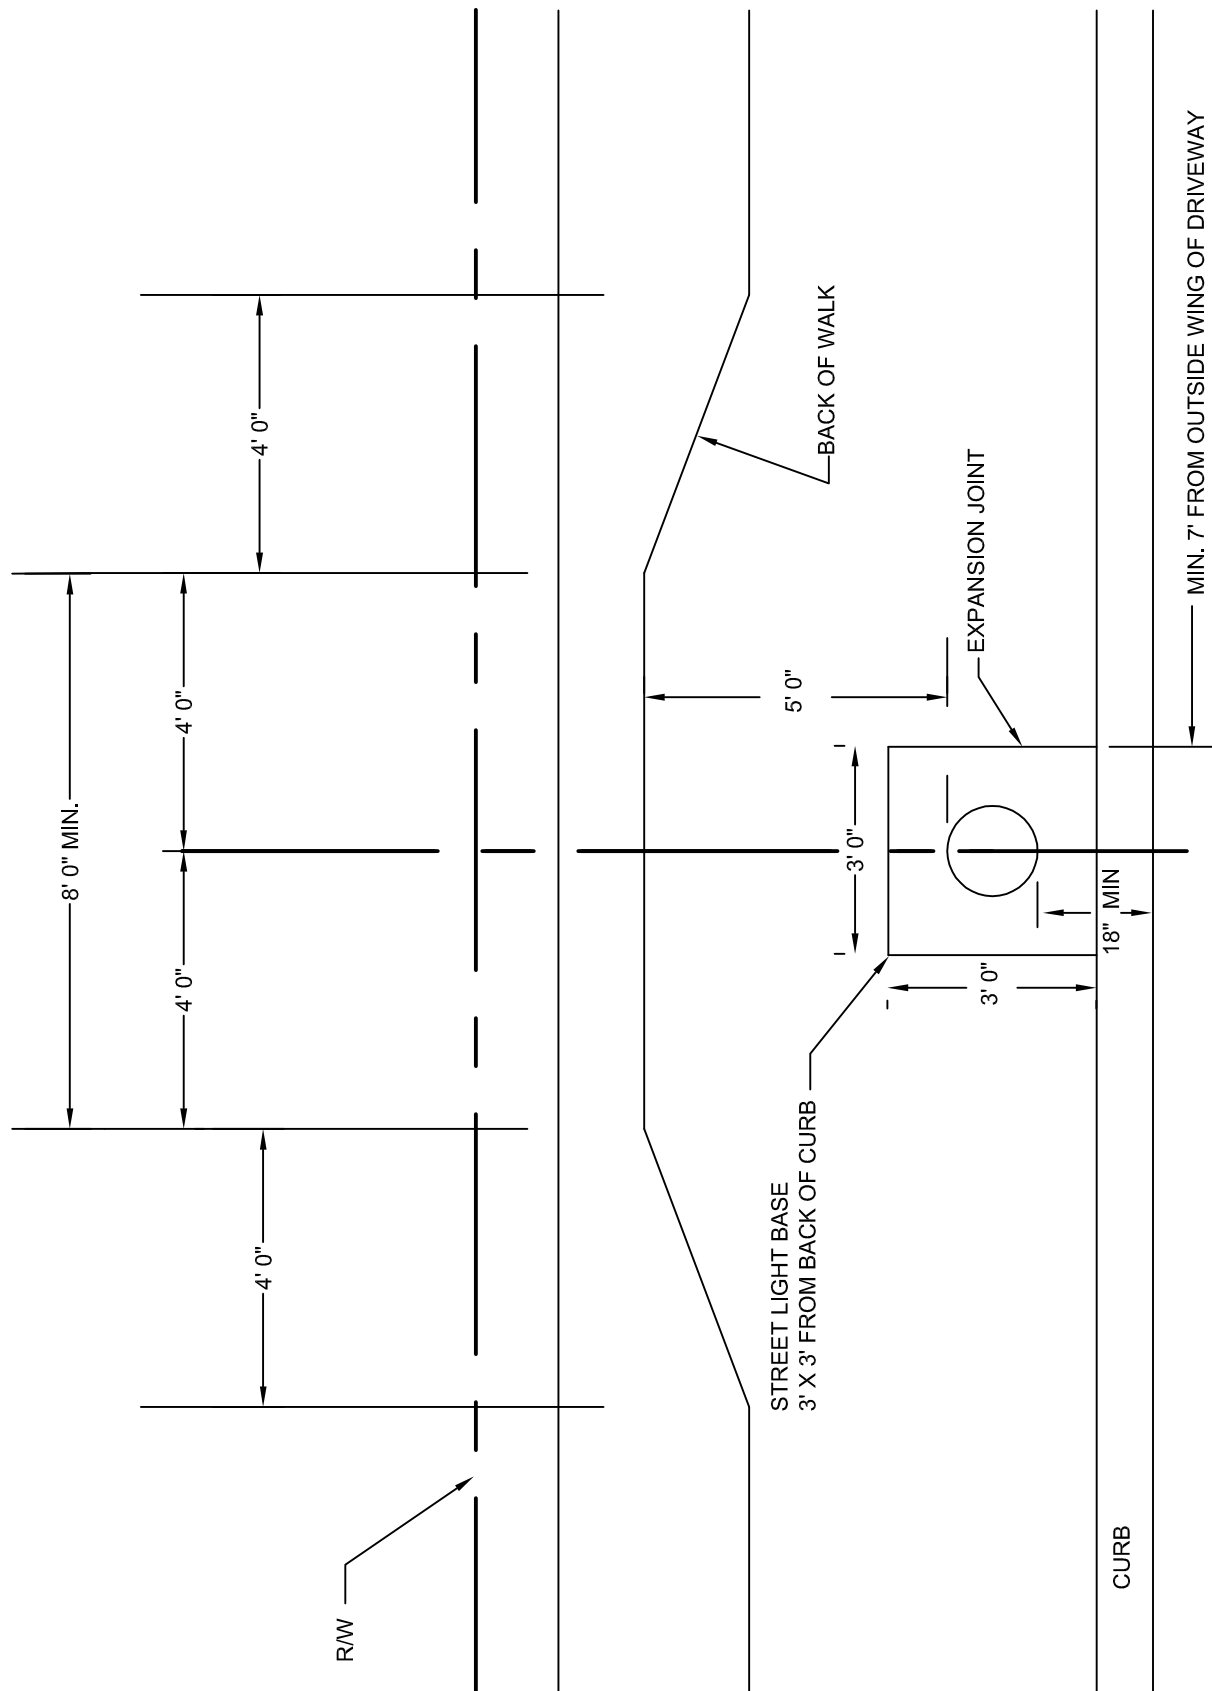 8' 0" MIN.
4' 0"
4' 0"
4' 0"
4' 0"
R/W
BACK OF WALK
5' 0"
EXPANSION JOINT
3' 0"
3' 0"
18" MIN
STREET LIGHT BASE
3' X 3' FROM BACK OF CURB
CURB
MIN. 7' FROM OUTSIDE WING OF DRIVEWAY